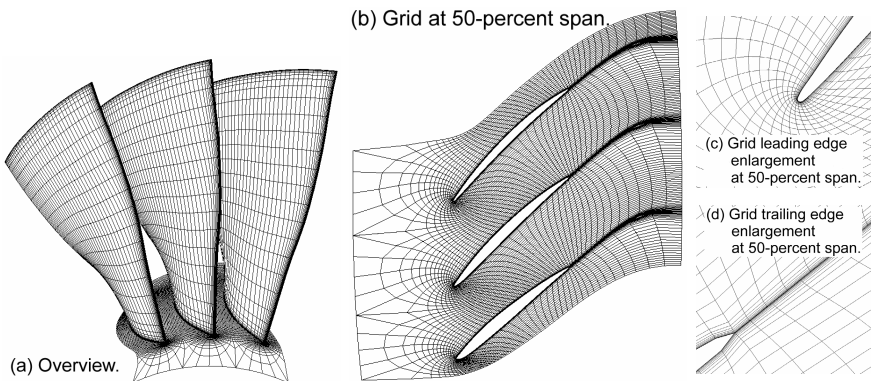 (a) Overview.
(b) Grid at 50-percent span.
(c) Grid leading edge
enlargement
at 50-percent span.
(d) Grid trailing edge
enlargement
at 50-percent span.